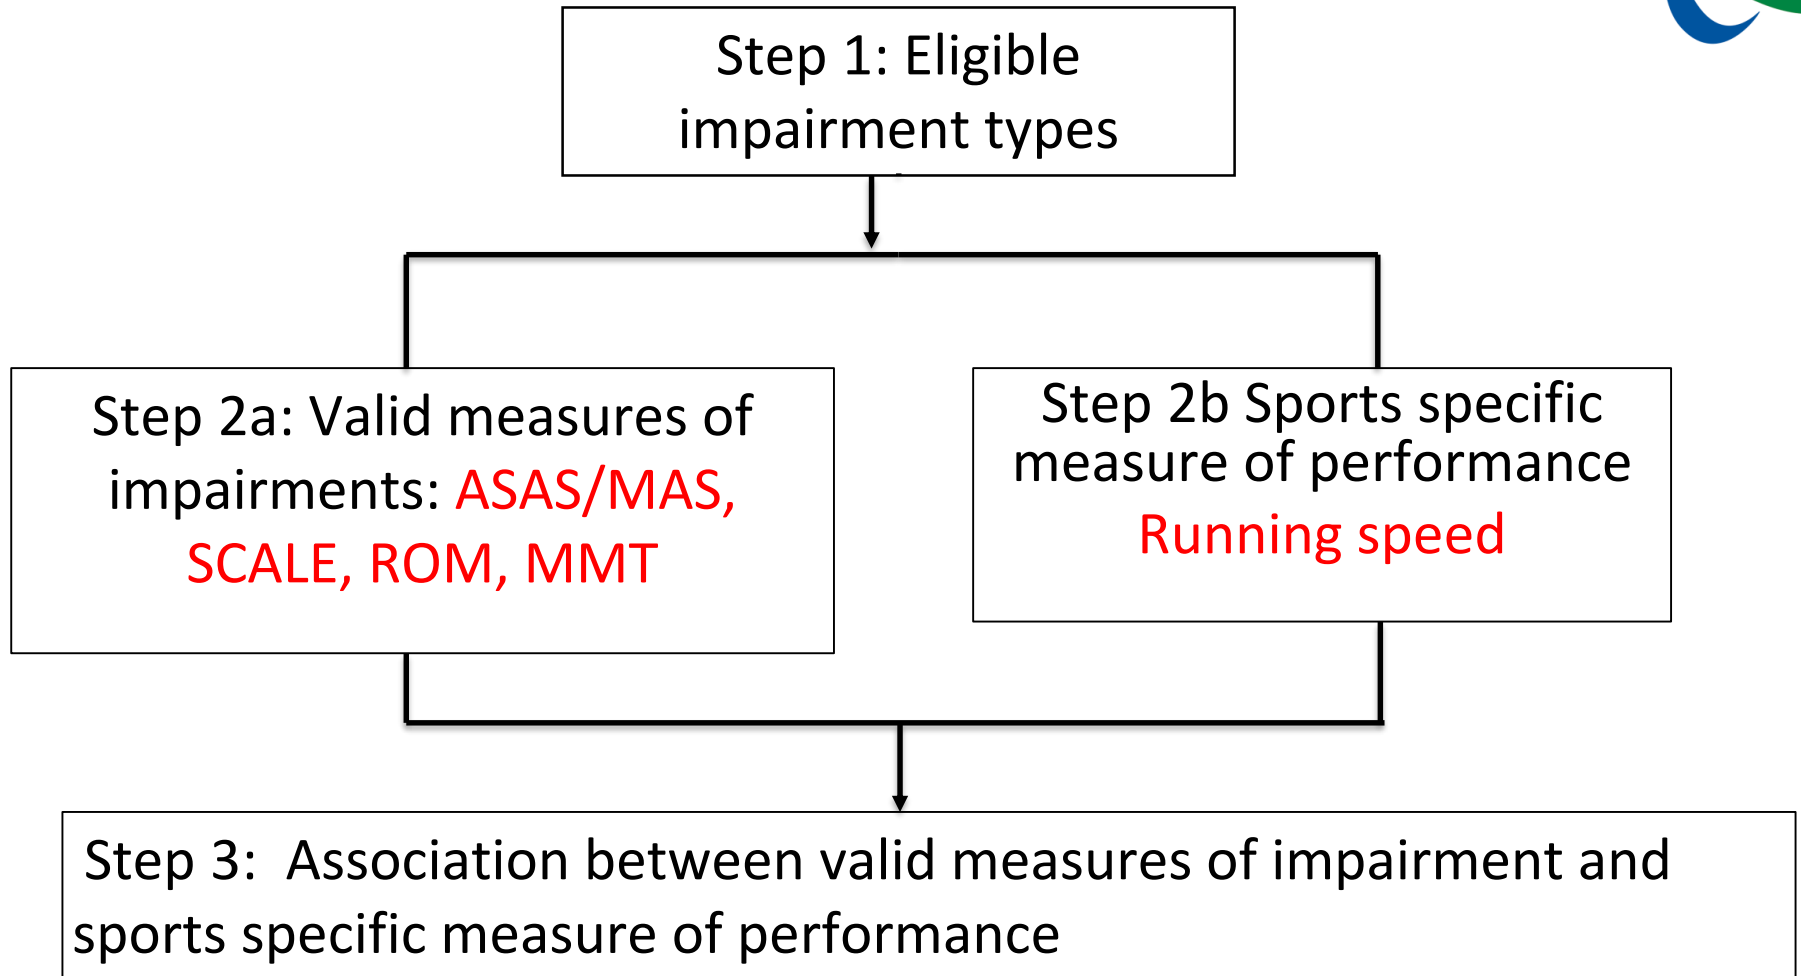 Step 1: Eligible
impairment types
Step 2a: Valid measures of
impairments: ASAS/MAS,
SCALE, ROM, MMT
Step 2b Sports specific
measure of performance
Running speed
Step 3:  Association between valid measures of impairment and
sports specific measure of performance